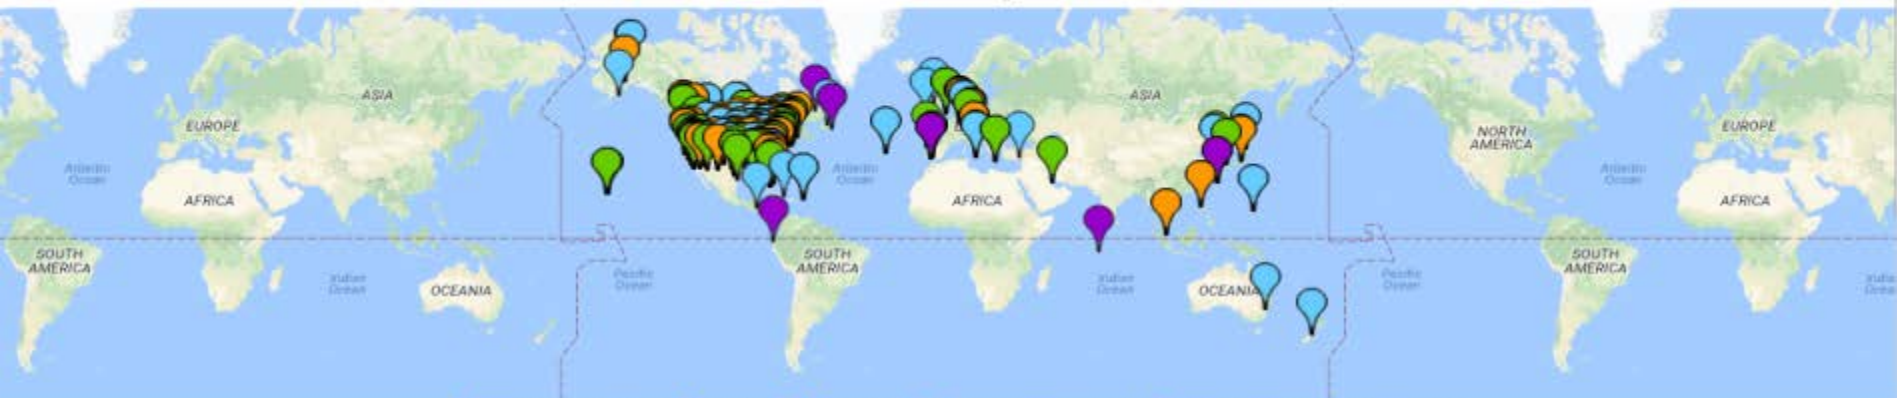 ASIA
EUROPE
Atlantic
Ocean
AFRICA
SOUTH
AMERICA
Indian
Ocean
OCEANIA
Pacific
Ocean
Atlantic
Ocean
AFRICA
ASIA
SOUTH
AMERICA
Indian
Ocean
OCEANIA
Pacific
Ocean
NORTH
AMERICA
EUROPE
Atlantic
Ocean
AFRICA
SOUTH
AMERICA